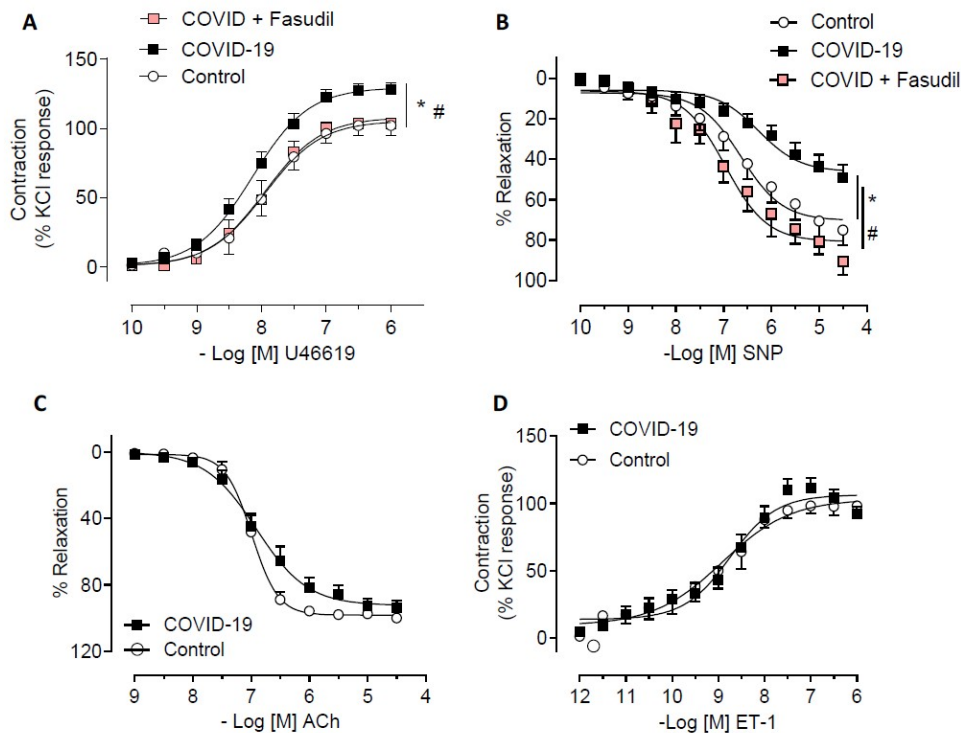 A
COVID + Fasudil
COVID-19
Control
150
100
50
0
Contraction
(% KCl response)
* #
10 9 8 7 6
- Log [M] U46619
B
Control
COVID-19
COVID + Fasudil
0
20
40
60
80
100
% Relaxation
*
#
10 9 8 7 6 5 4
-Log [M] SNP
C
0
40
80
120
% Relaxation
COVID-19
Control
9 8 7 6 5 4
- Log [M] ACh
D
COVID-19
Control
150
100
50
0
Contraction
(% KCl response)
12 11 10 9 8 7 6
-Log [M] ET-1